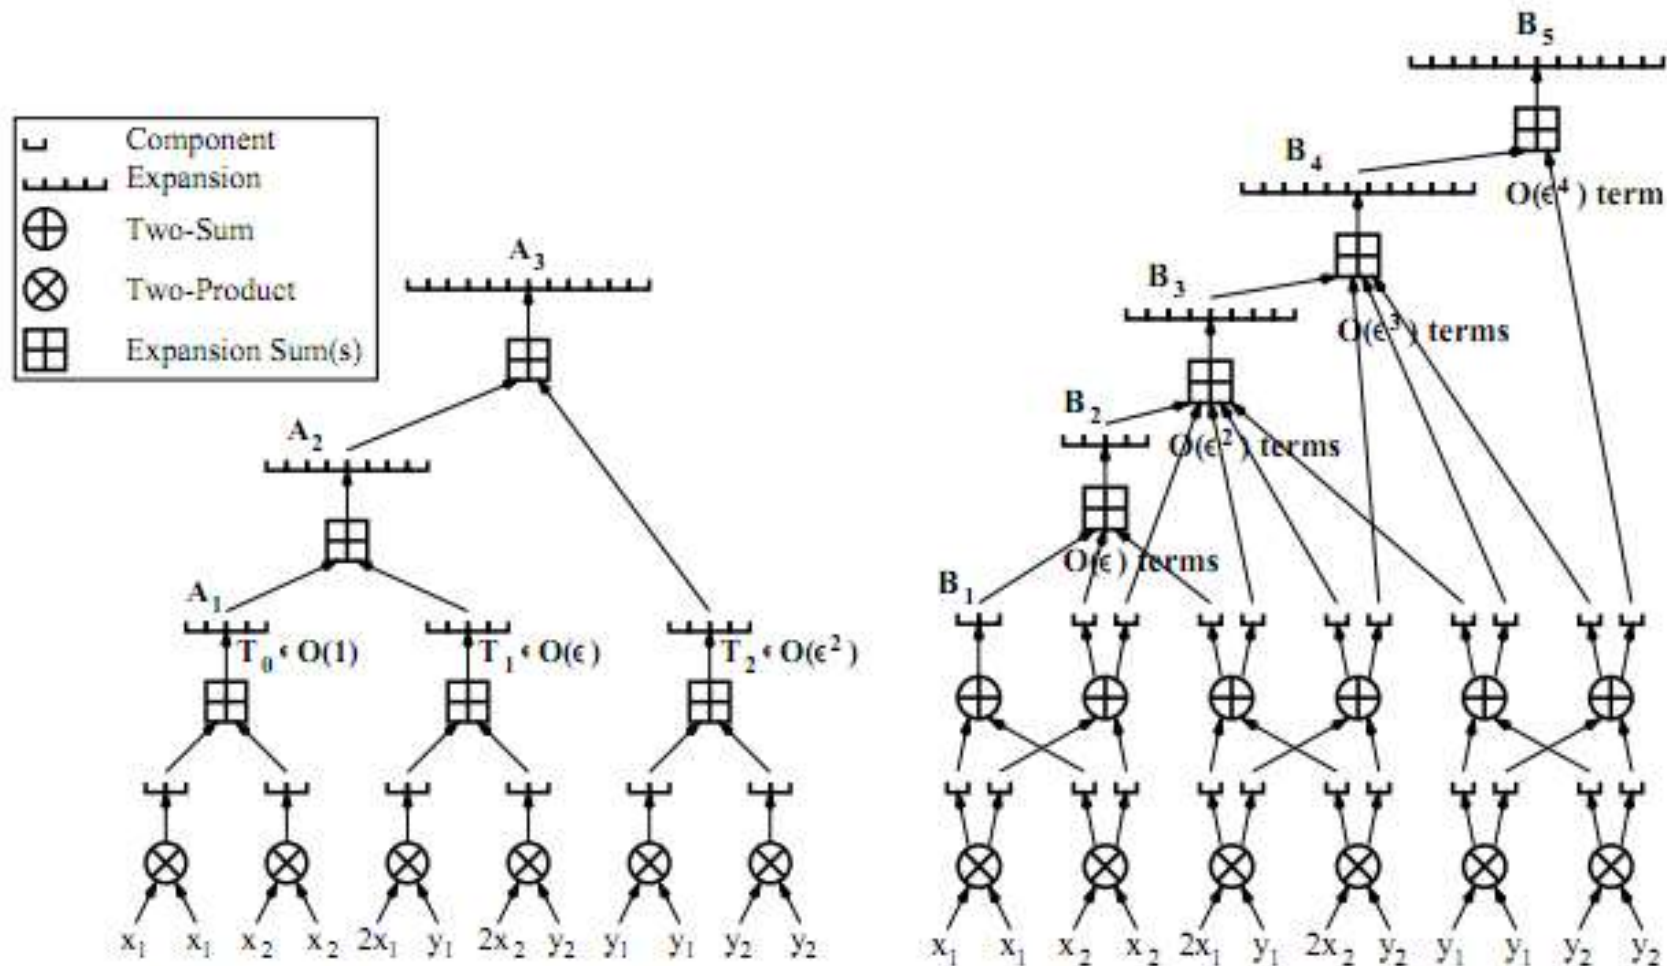 Component
Expansion
Two-Sum
Two-Product
Expansion Sum(s)
A₃
A₂
A₁
T₀ ϵ O(1)
T₁ ϵ O(ϵ)
T₂ ϵ O(ϵ²)
x₁ x₁ x₂ x₂ 2x₁ y₁ 2x₂ y₂ y₁ y₁ y₂ y₂
B₅
B₄
O(ϵ⁴) term
B₃
O(ϵ³) terms
B₂
O(ϵ²) terms
O(ϵ) terms
B₁
x₁ x₁ x₂ x₂ 2x₁ y₁ 2x₂ y₂ y₁ y₁ y₂ y₂